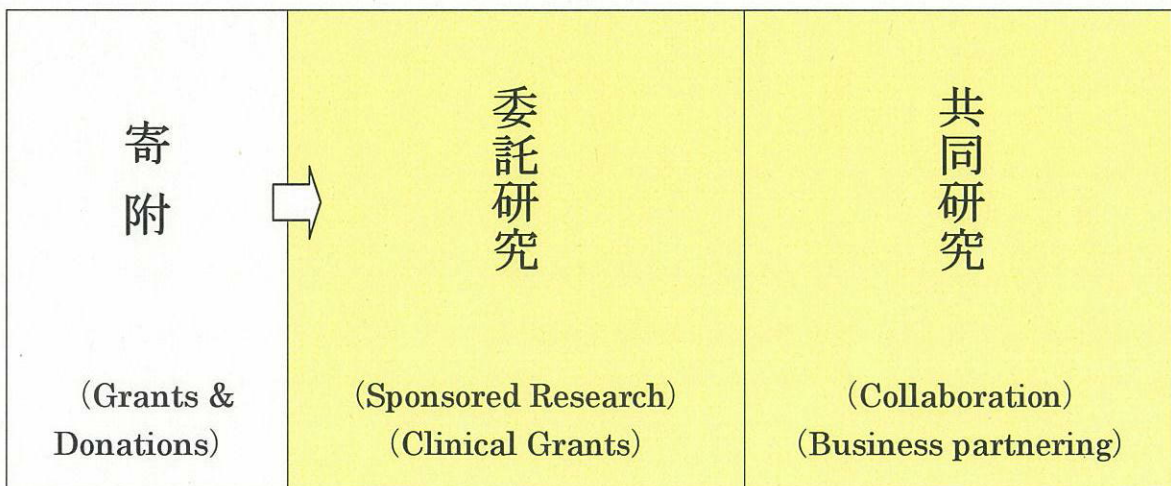 寄附
(Grants &
Donations)
委託研究
(Sponsored Research)
(Clinical Grants)
共同研究
(Collaboration)
(Business partnering)